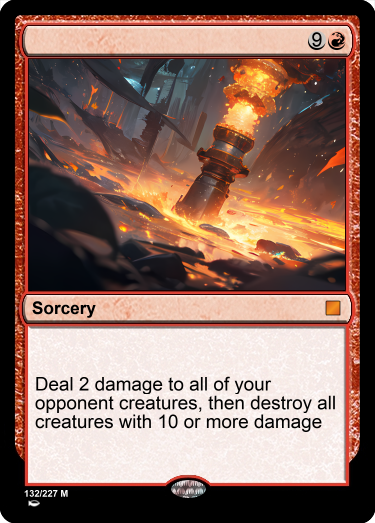 9
Sorcery
Deal 2 damage to all of your
opponent creatures, then destroy all
creatures with 10 or more damage
132/227 M